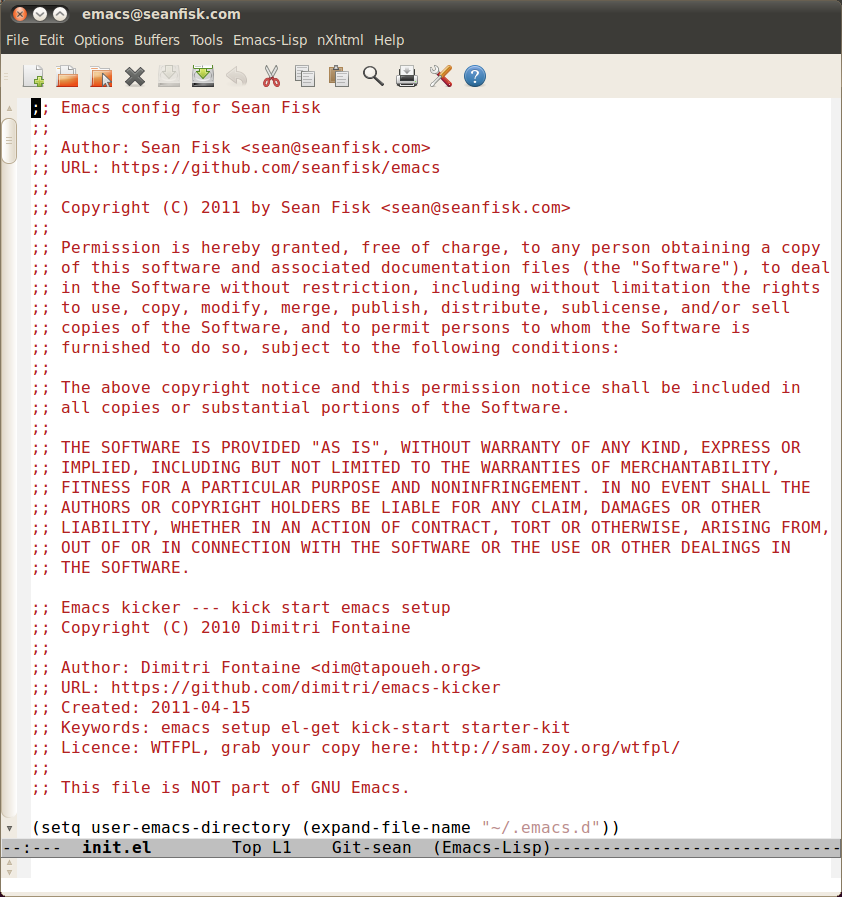 emacs@seanfisk.com
File Edit Options Buffers Tools Emacs-Lisp nXhtml Help
;; Emacs config for Sean Fisk
;;
;; Author: Sean Fisk <sean@seanfisk.com>
;; URL: https://github.com/seanfisk/emacs
;;
;; Copyright (C) 2011 by Sean Fisk <sean@seanfisk.com>
;;
;; Permission is hereby granted, free of charge, to any person obtaining a copy
;; of this software and associated documentation files (the "Software"), to deal
;; in the Software without restriction, including without limitation the rights
;; to use, copy, modify, merge, publish, distribute, sublicense, and/or sell
;; copies of the Software, and to permit persons to whom the Software is
;; furnished to do so, subject to the following conditions:
;;
;; The above copyright notice and this permission notice shall be included in
;; all copies or substantial portions of the Software.
;;
;; THE SOFTWARE IS PROVIDED "AS IS", WITHOUT WARRANTY OF ANY KIND, EXPRESS OR
;; IMPLIED, INCLUDING BUT NOT LIMITED TO THE WARRANTIES OF MERCHANTABILITY,
;; FITNESS FOR A PARTICULAR PURPOSE AND NONINFRINGEMENT. IN NO EVENT SHALL THE
;; AUTHORS OR COPYRIGHT HOLDERS BE LIABLE FOR ANY CLAIM, DAMAGES OR OTHER
;; LIABILITY, WHETHER IN AN ACTION OF CONTRACT, TORT OR OTHERWISE, ARISING FROM,
;; OUT OF OR IN CONNECTION WITH THE SOFTWARE OR THE USE OR OTHER DEALINGS IN
;; THE SOFTWARE.
;; Emacs kicker --- kick start emacs setup
;; Copyright (C) 2010 Dimitri Fontaine
;;
;; Author: Dimitri Fontaine <dim@tapoueh.org>
;; URL: https://github.com/dimitri/emacs-kicker
;; Created: 2011-04-15
;; Keywords: emacs setup el-get kick-start starter-kit
;; Licence: WTFPL, grab your copy here: http://sam.zoy.org/wtfpl/
;;
;; This file is NOT part of GNU Emacs.
(setq user-emacs-directory (expand-file-name "~/.emacs.d"))
--:---  init.el        Top L1    Git-sean  (Emacs-Lisp)-----------------------------